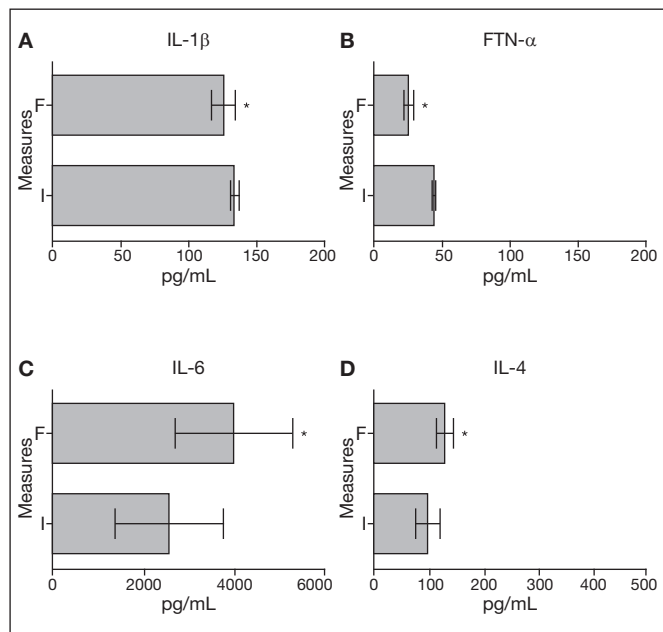 A IL-1β
Measures
F *
I
0 50 100 150 200
pg/mL
B FTN-α
Measures
F *
I
0 50 100 150 200
pg/mL
C IL-6
Measures
F *
I
0 2000 4000 6000
pg/mL
D IL-4
Measures
F *
I
0 100 200 300 400 500
pg/mL